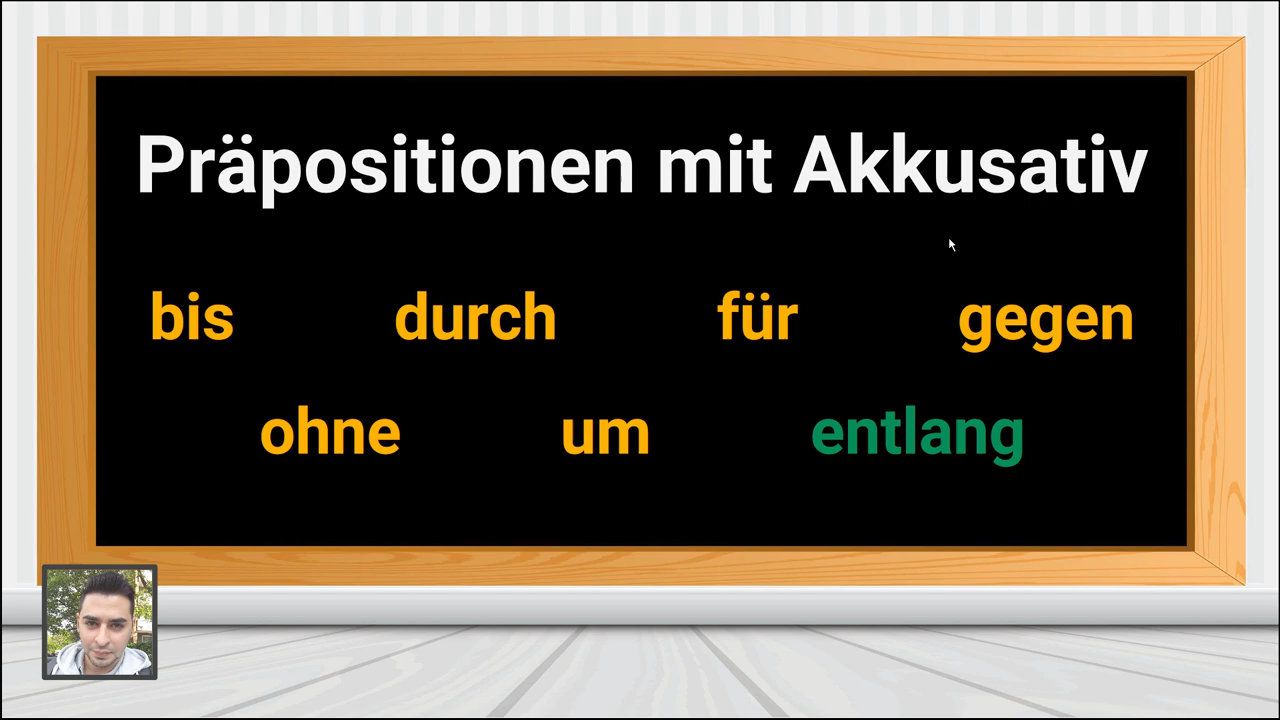 Präpositionen mit Akkusativ
bis durch für gegen
ohne um entlang